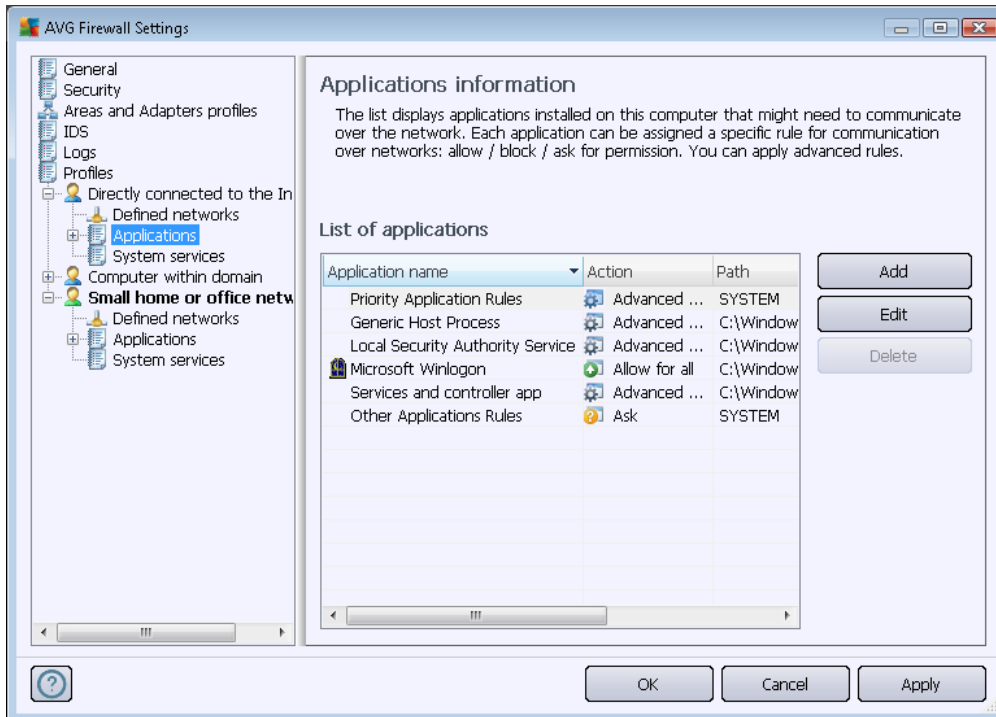 AVG Firewall Settings
General
Security
Areas and Adapters profiles
IDS
Logs
Profiles
Directly connected to the In
Defined networks
Applications
System services
Computer within domain
Small home or office netw
Defined networks
Applications
System services
Applications information
The list displays applications installed on this computer that might need to communicate
over the network. Each application can be assigned a specific rule for communication
over networks: allow / block / ask for permission. You can apply advanced rules.
List of applications
Application name Action Path
Priority Application Rules Advanced ... SYSTEM
Generic Host Process Advanced ... C:\Window
Local Security Authority Service Advanced ... C:\Window
Microsoft Winlogon Allow for all C:\Window
Services and controller app Advanced ... C:\Window
Other Applications Rules Ask SYSTEM
Add
Edit
Delete
OK Cancel Apply